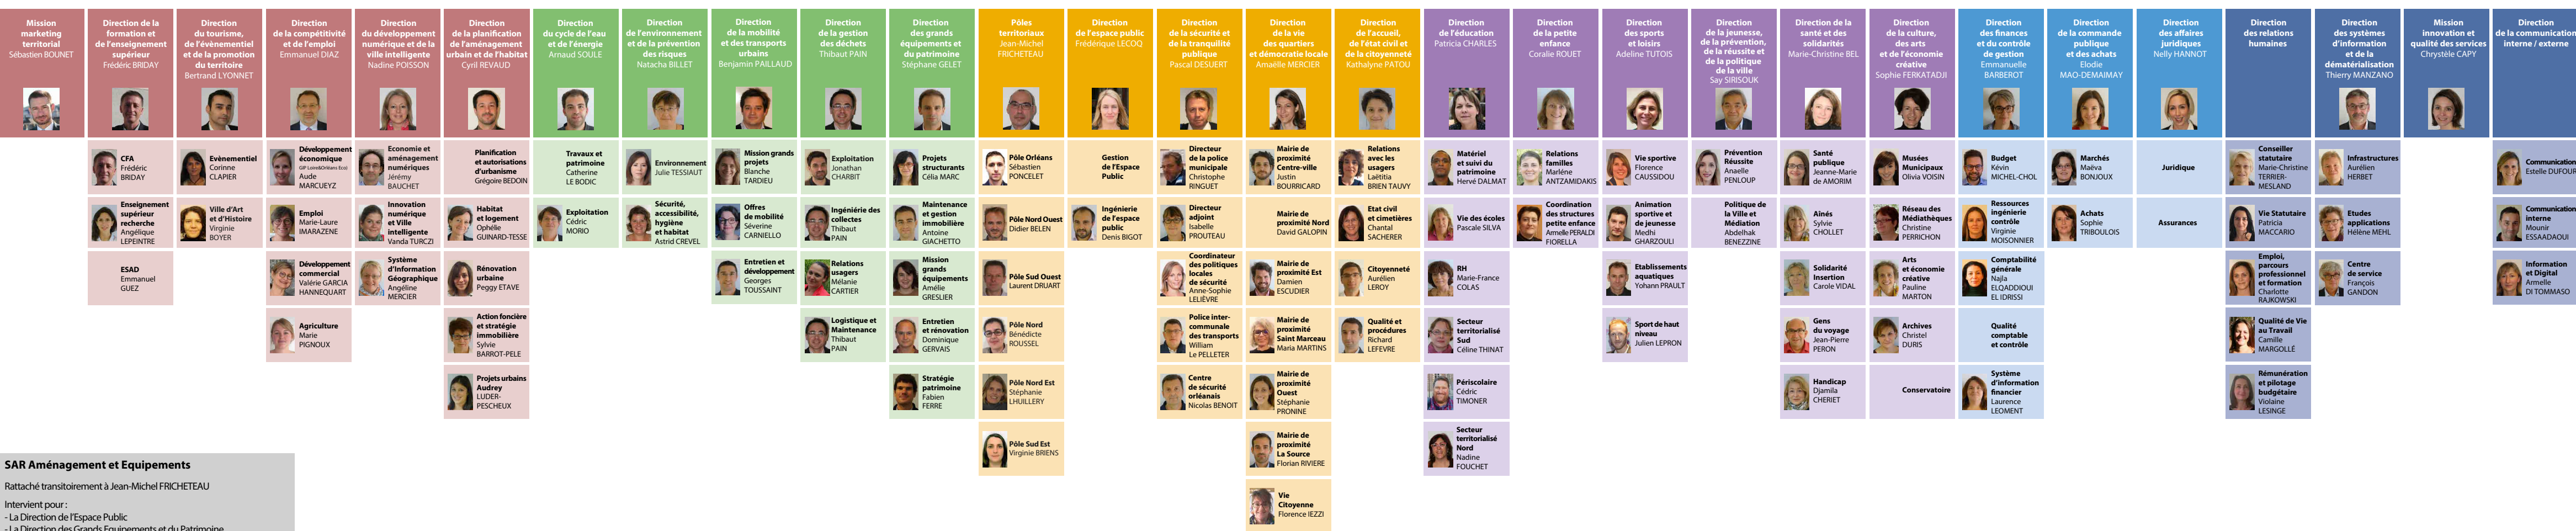 Mission
marketing
territorial
Sébastien BOUNET
Direction de la
formation et
de l'enseignement
supérieur
Frédéric BRIDAY
CFA
Frédéric
BRIDAY
Enseignement
supérieur
recherche
Angélique
LEPEINTRE
ESAD
Emmanuel
GUEZ
Direction
du tourisme,
de l'évènementiel
et de la promotion
du territoire
Bertrand LYONNET
Evènementiel
Corinne
CLAPIER
Ville d'Art
et d'Histoire
Virginie
BOYER
Direction
de la compétitivité
et de l'emploi
Emmanuel DIAZ
Développement
économique
Aude
MARCUEYZ
Emploi
Marie-Laure
IMARAZENE
Développement
commercial
Valérie GARCIA
HANNEQUART
Agriculture
Marie
PIGNOUX
Direction
du développement
numérique et de la
ville intelligente
Nadine POISSON
Economie et
aménagement
numériques
Jérémy
BAUCHET
Innovation
numérique
et Ville
intelligente
Vanda TURCZI
Système
d'Information
Géographique
Angéline
MERCIER
Direction
de la planification
de l'aménagement
urbain et de l'habitat
Cyril REVAUD
Planification
et autorisations
d'urbanisme
Grégoire BEDOIN
Habitat
et logement
Ophélie
GUINARD-TESSE
Rénovation
urbaine
Peggy ETAVE
Action foncière
et stratégie
immobilière
Sylvie
BARROT-PELE
Projets urbains
Audrey
LUDER-
PESCHEUX
Direction
du cycle de l'eau
et de l'énergie
Arnaud SOULE
Travaux et
patrimoine
Catherine
LE BODIC
Exploitation
Cédric
MORIO
Direction
de l'environnement
et de la prévention
des risques
Natacha BILLET
Environnement
Julie TESSIAUT
Sécurité,
accessibilité,
hygiène
et habitat
Astrid CREVEL
Direction
de la mobilité
et des transports
urbains
Benjamin PAILLAUD
Mission grands
projets
Blanche
TARDIEU
Offres
de mobilité
Séverine
CARNIELLO
Entretien et
développement
Georges
TOUSSAINT
Direction
de la gestion
des déchets
Thibaut PAIN
Exploitation
Jonathan
CHARBIT
Ingéniérie des
collectes
Thibaut
PAIN
Relations
usagers
Mélanie
CARTIER
Logistique et
Maintenance
Thibaut
PAIN
Direction
des grands
équipements et
du patrimoine
Stéphane GELET
Projets
structurants
Célia MARC
Maintenance
et gestion
immobilière
Antoine
GIACHETTO
Mission
grands
équipements
Amélie
GRESLIER
Entretien
et rénovation
Dominique
GERVAIS
Stratégie
patrimoine
Fabien
FERRE
Pôles
territoriaux
Jean-Michel
FRICHETEAU
Pôle Orléans
Sébastien
PONCELET
Pôle Nord Ouest
Didier BELEN
Pôle Sud Ouest
Laurent DRUART
Pôle Nord
Bénédicte
ROUSSEL
Pôle Nord Est
Stéphanie
LHUILLERY
Pôle Sud Est
Virginie BRIENS
Direction
de l'espace public
Frédérique LECOQ
Gestion
de l'Espace
Public
Ingénierie
de l'espace
public
Denis BIGOT
Direction
de la sécurité et
de la tranquilité
publique
Pascal DESUERT
Directeur
de la police
municipale
Christophe
RINGUET
Directeur
adjoint
Isabelle
PROUTEAU
Coordinateur
des politiques
locales
de sécurité
Anne-Sophie
LELIÈVRE
Police inter-
communale
des transports
William
Le PELLETER
Centre
de sécurité
orléanais
Nicolas BENOIT
Direction
de la vie
des quartiers
et démocratie locale
Amaëlle MERCIER
Mairie de
proximité
Centre-ville
Justin
BOURRICARD
Mairie de
proximité Nord
David GALOPIN
Mairie de
proximité Est
Damien
ESCUDIER
Mairie de
proximité
Saint Marceau
Maria MARTINS
Mairie de
proximité
Ouest
Stéphanie
PRONINE
Mairie de
proximité
La Source
Florian RIVIERE
Vie
Citoyenne
Florence IEZZI
Direction
de l'accueil,
de l'état civil et
de la citoyenneté
Kathalyne PATOU
Relations
avec les
usagers
Laëtitia
BRIEN TAUVY
Etat civil
et cimetières
Chantal
SACHERER
Citoyenneté
Aurélien
LEROY
Qualité et
procédures
Richard
LEFEVRE
Direction
de l'éducation
Patricia CHARLES
Matériel
et suivi du
patrimoine
Hervé DALMAT
Vie des écoles
Pascale SILVA
RH
Marie-France
COLAS
Secteur
territorialisé
Sud
Céline THINAT
Périscolaire
Cédric
TIMONER
Secteur
territorialisé
Nord
Nadine
FOUCHET
Direction
de la petite
enfance
Coralie ROUET
Relations
familles
Marléne
ANTZAMIDAKIS
Coordination
des structures
petite enfance
Armelle PERALDI
FIORELLA
Direction
des sports
et loisirs
Adeline TUTOIS
Vie sportive
Florence
CAUSSIDOU
Animation
sportive et
de jeunesse
Medhi
GHARZOULI
Etablissements
aquatiques
Yohann PRAULT
Sport de haut
niveau
Julien LEPRON
Direction
de la jeunesse,
de la prévention,
de la réussite et
de la politique
de la ville
Say SIRISOUK
Prévention
Réussite
Anaelle
PENLOUP
Politique de
la Ville et
Médiation
Abdelhak
BENEZZINE
Direction de la
santé et des
solidarités
Marie-Christine BEL
Santé
publique
Jeanne-Marie
de AMORIM
Ainés
Sylvie
CHOLLET
Solidarité
Insertion
Carole VIDAL
Gens
du voyage
Jean-Pierre
PERON
Handicap
Djamila
CHERIET
Direction
de la culture,
des arts
et de l'économie
créative
Sophie FERKATADJI
Musées
Municipaux
Olivia VOISIN
Réseau des
Médiathèques
Christine
PERRICHON
Arts
et économie
créative
Pauline
MARTON
Archives
Christel
DURIS
Conservatoire
Direction
des finances
et du contrôle
de gestion
Emmanuelle
BARBEROT
Budget
Kévin
MICHEL-CHOL
Ressources
ingénierie
contrôle
Virginie
MOISONNIER
Comptabilité
générale
Najla
ELQADDIOUI
EL IDRISSI
Qualité
comptable
et contrôle
Système
d'information
financier
Laurence
LEOMENT
Direction
de la commande
publique
et des achats
Elodie
MAO-DEMAIMAY
Marchés
Maëva
BONJOUX
Achats
Sophie
TRIBOULOIS
Direction
des affaires
juridiques
Nelly HANNOT
Juridique
Assurances
Direction
des relations
humaines
Conseiller
statutaire
Marie-Christine
TERRIER-
MESLAND
Vie Statutaire
Patricia
MACCARIO
Emploi,
parcours
professionnel
et formation
Charlotte
RAJKOWSKI
Qualité de Vie
au Travail
Camille
MARGOLLÉ
Rémunération
et pilotage
budgétaire
Violaine
LESINGE
Direction
des systèmes
d'information
et de la
dématérialisation
Thierry MANZANO
Infrastructures
Aurélien
HERBET
Etudes
applications
Hélène MEHL
Centre
de service
François
GANDON
Mission
innovation et
qualité des services
Chrystèle CAPY
Direction
de la communication
interne / externe
Communication
Estelle DUFOUR
Communication
interne
Mounir
ESSAADAOUI
Information
et Digital
Armelle
DI TOMMASO
SAR Aménagement et Equipements
Rattaché transitoirement à Jean-Michel FRICHETEAU
Intervient pour :
- La Direction de l'Espace Public
- La Direction des Grands Equipements et du Patrimoine